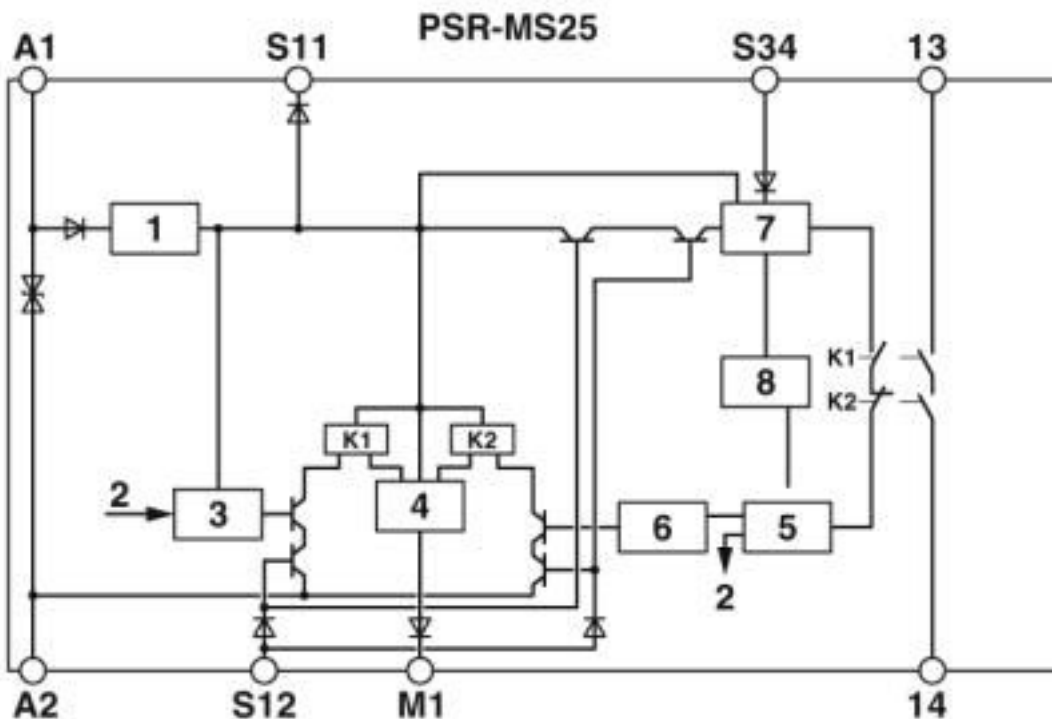 PSR-MS25
A1 S11 S34 13
1 7
K1
8
K2
K1 K2
2 3 4 6 5
2
A2 S12 M1 14